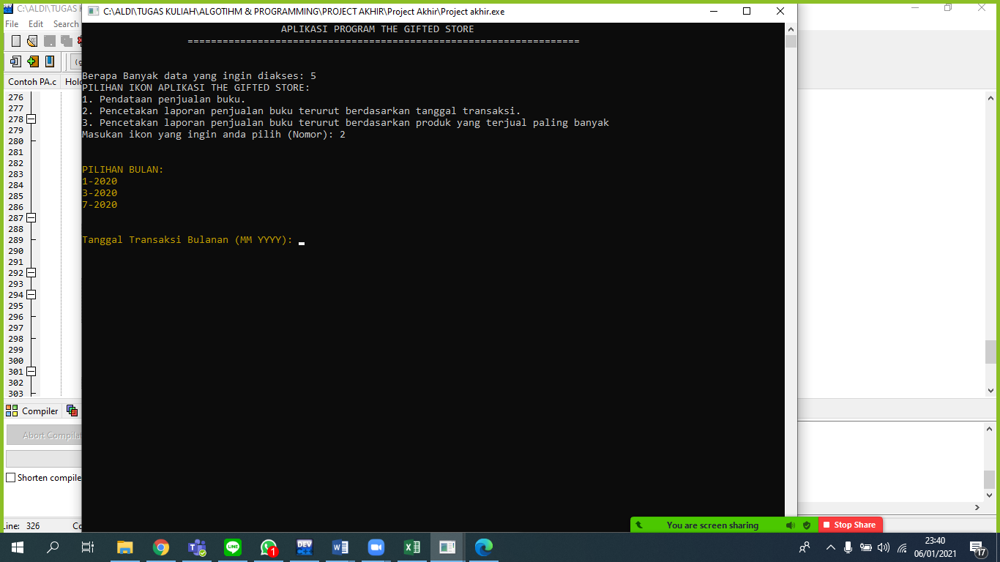 C:\ALDI\TUGAS KULIAH\A
C:\ALDI\TUGAS KULIAH\ALGOTIHM & PROGRAMMING\PROJECT AKHIR\Project Akhir\Project akhir.exe
File Edit Search
APLIKASI PROGRAM THE GIFTED STORE
===================================================================
Contoh PA.c
Berapa Banyak data yang ingin diakses: 5
PILIHAN IKON APLIKASI THE GIFTED STORE:
1. Pendataan penjualan buku.
2. Pencetakan laporan penjualan buku terurut berdasarkan tanggal transaksi.
3. Pencetakan laporan penjualan buku terurut berdasarkan produk yang terjual paling banyak
Masukan ikon yang ingin anda pilih (Nomor): 2
PILIHAN BULAN:
1-2020
3-2020
7-2020
Tanggal Transaksi Bulanan (MM YYYY):
276
277
278
279
280
281
282
283
284
285
286
287
288
289
290
291
292
293
294
295
296
297
298
299
300
301
302
303
Compiler
Abort Compila
Shorten compile
Line: 326
You are screen sharing
Stop Share
DEV
LINE
1
23:40
06/01/2021
17